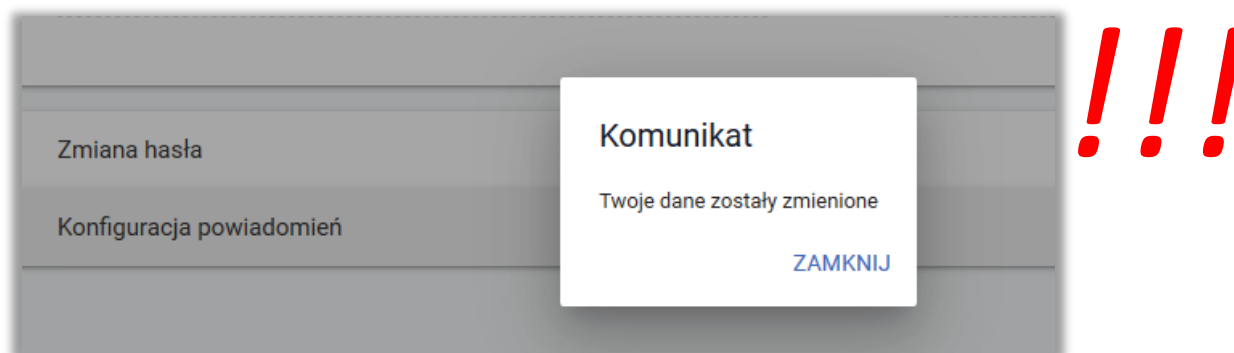 !!!
Komunikat
Zmiana hasła
Twoje dane zostały zmienione
Konfiguracja powiadomień
ZAMKNIJ